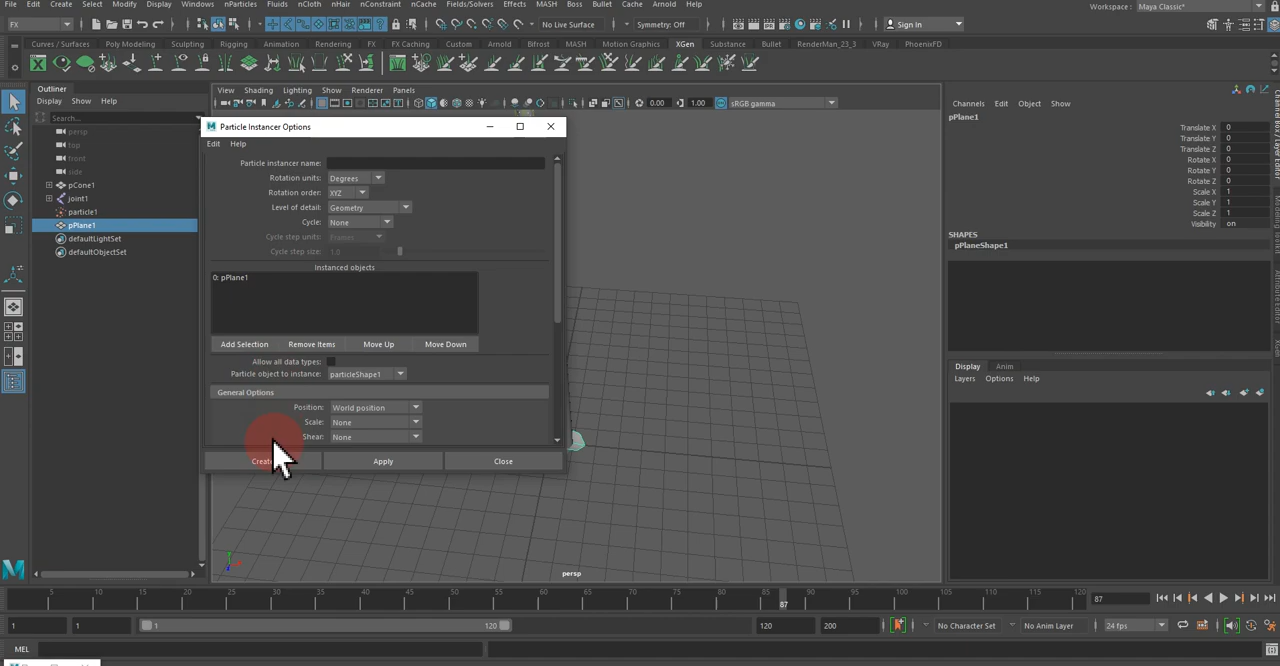 File Edit Create Select Modify Display Windows nParticles Fluids nCloth nHair nConstraint nCache Fields/Solvers Effects MASH Boss Bullet Cache Arnold Help Workspace : Maya Classic*
FX No Live Surface Symmetry: Off Sign In
Curves / Surfaces Poly Modeling Sculpting Rigging Animation Rendering FX FX Caching Custom Arnold Bifrost MASH Motion Graphics XGen Substance Bullet RenderMan_23_3 VRay PhoenixFD
Outliner
Display Show Help
Search...
persp
top
front
side
pCone1
joint1
particle1
pPlane1
defaultLightSet
defaultObjectSet
View Shading Lighting Show Renderer Panels
0.00 1.00 sRGB gamma
Particle Instancer Options
Edit Help
Particle instancer name:
Rotation units: Degrees
Rotation order: XYZ
Level of detail: Geometry
Cycle: None
Cycle step units: Frames
Cycle step size: 1.0
Instanced objects
0: pPlane1
Add Selection Remove Items Move Up Move Down
Allow all data types:
Particle object to instance: particleShape1
General Options
Position: World position
Scale: None
Shear: None
Apply Close
persp
Channels Edit Object Show
pPlane1
Translate X 0
Translate Y 0
Translate Z 0
Rotate X 0
Rotate Y 0
Rotate Z 0
Scale X 1
Scale Y 1
Scale Z 1
Visibility on
SHAPES
pPlaneShape1
Display Anim
Layers Options Help
Channel Box / Layer Editor
Modeling Toolkit
Attribute Editor
XGen
5 10 15 20 25 30 35 40 45 50 55 60 65 70 75 80 85 90 95 100 105 110 115 120
87 87
1 1 1 120 120 200 No Character Set No Anim Layer 24 fps
MEL